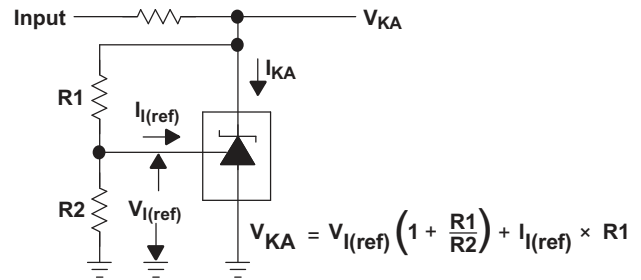 Input
V_KA
I_KA
R1
I_I(ref)
R2
V_I(ref)
V_KA = V_I(ref) (1 + R1/R2) + I_I(ref) × R1